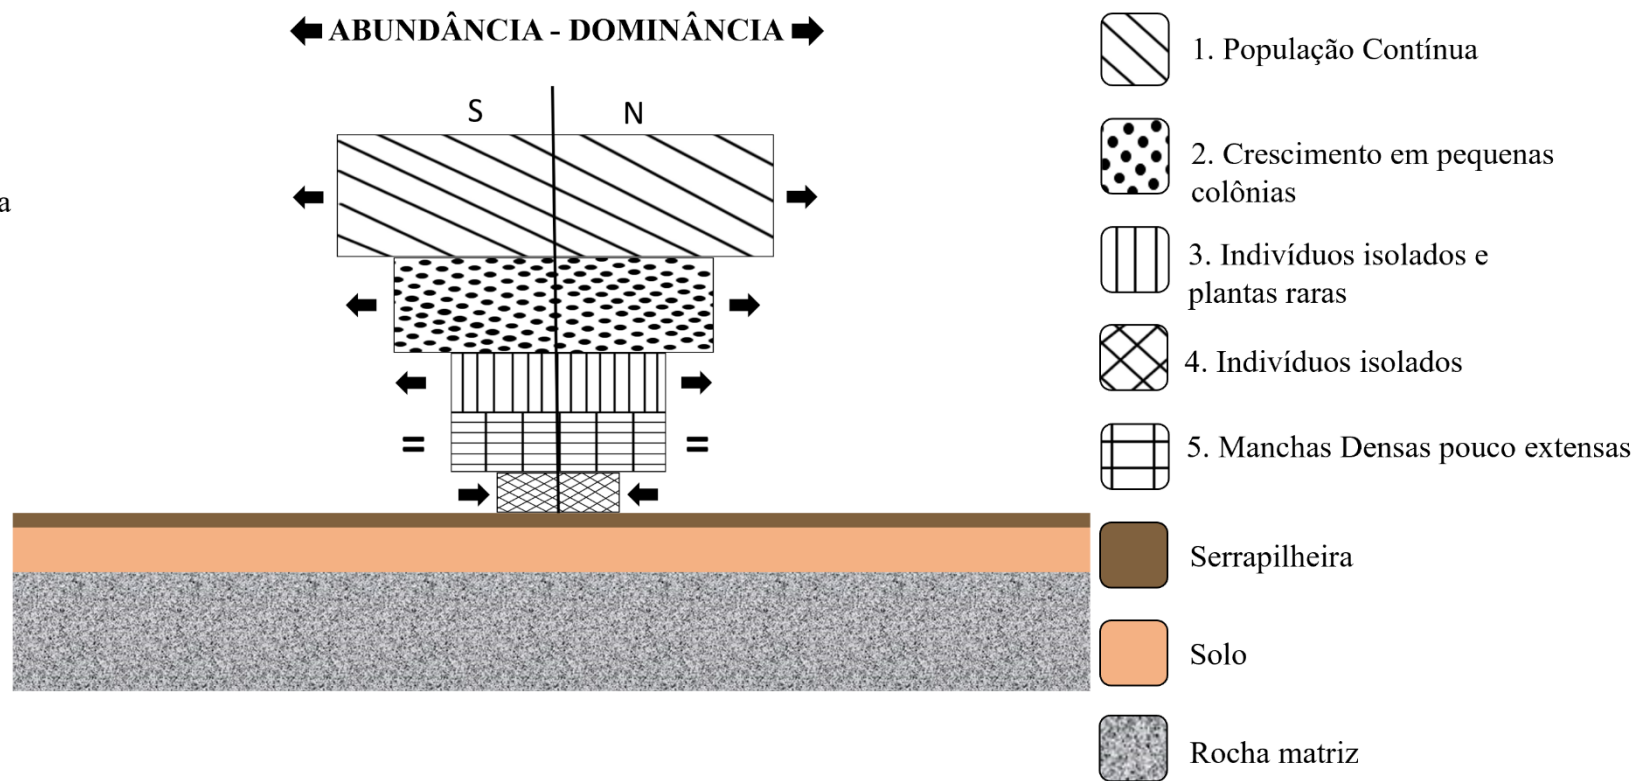 ABUNDÂNCIA - DOMINÂNCIA
S N
a
=
=
1. População Contínua
2. Crescimento em pequenas
colônias
3. Indivíduos isolados e
plantas raras
4. Indivíduos isolados
5. Manchas Densas pouco extensas
Serrapilheira
Solo
Rocha matriz